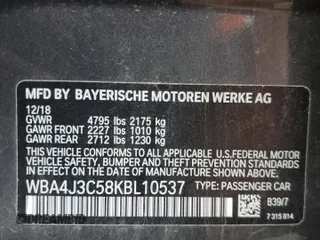 MFD BY BAYERISCHE MOTOREN WERKE AG
12/18
GVWR 4795 lbs 2175 kg
GAWR FRONT 2227 lbs 1010 kg
GAWR REAR 2712 lbs 1230 kg
THIS VEHICLE CONFORMS TO ALL APPLICABLE U.S.FEDERAL MOTOR VEHICLE SAFETY, BUMPER, AND THEFT PREVENTION STANDARDS IN EFFECT ON THE DATE OF MANUFACTURE SHOWN ABOVE.
WBA4J3C58KBL10537 TYPE: PASSENGER CAR
B39/7
7 315 814